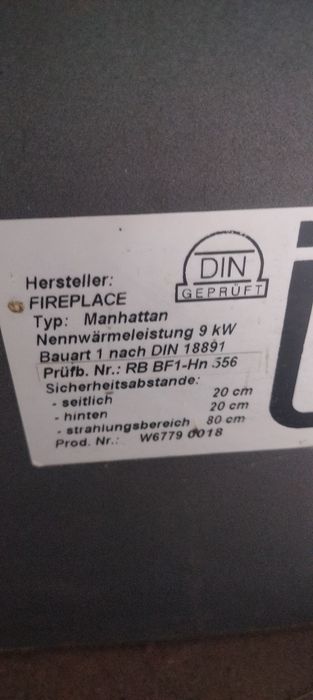 DIN
GEPRÜFT
Hersteller:
FIREPLACE
Typ: Manhattan
Nennwärmeleistung 9 kW
Bauart 1 nach DIN 18891
Prüfb. Nr.: RB BF1-Hn 556
Sicherheitsabstande:
- seitlich 20 cm
- hinten 20 cm
- strahlungsbereich 80 cm
Prod. Nr.: W6779 0018